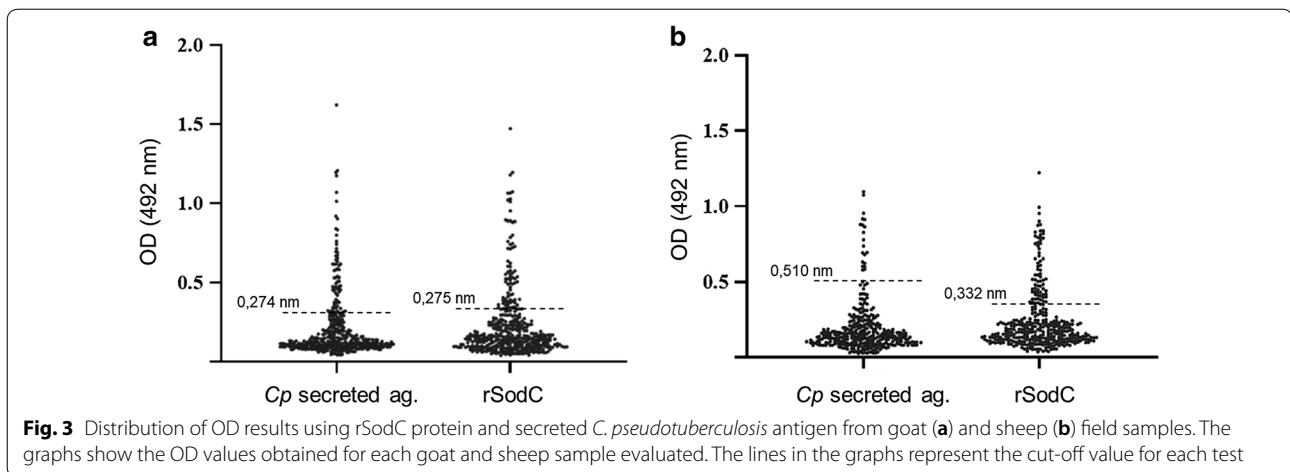 a
2.0
1.5
1.0
0.5
OD (492 nm)
0,274 nm
0,275 nm
Cp secreted ag.
rSodC
b
2.0
1.5
1.0
0.5
OD (492 nm)
0,510 nm
0,332 nm
Cp secreted ag.
rSodC
Fig. 3 Distribution of OD results using rSodC protein and secreted C. pseudotuberculosis antigen from goat (a) and sheep (b) field samples. The
graphs show the OD values obtained for each goat and sheep sample evaluated. The lines in the graphs represent the cut-off value for each test